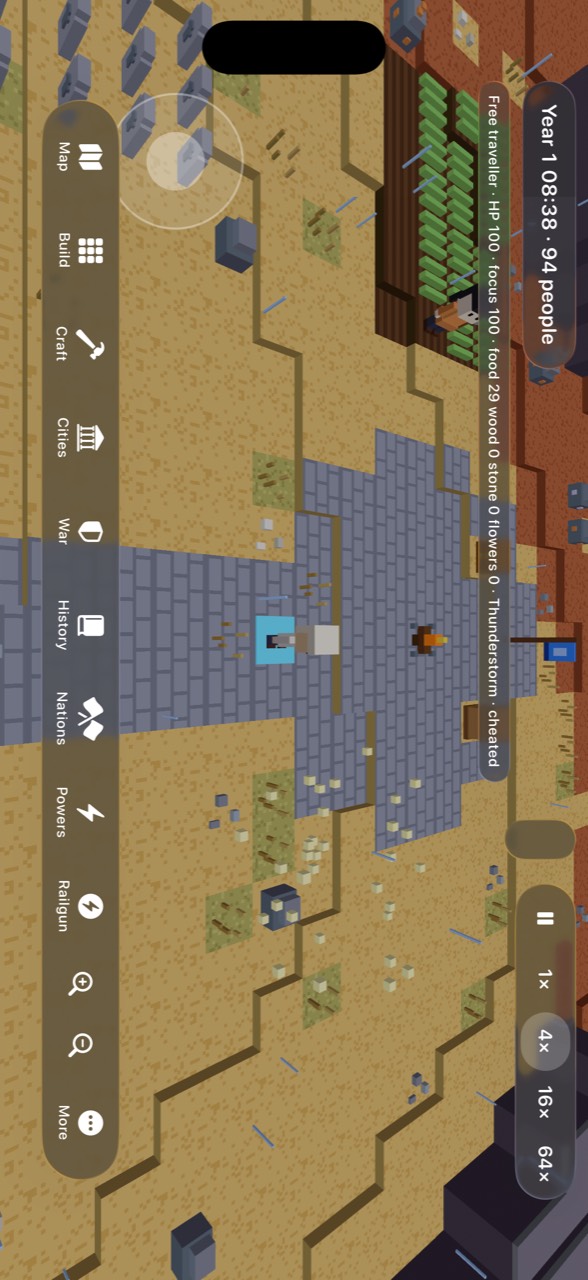 Year 1 08:38 · 94 people
Free traveller · HP 100 · focus 100 · food 29 wood 0 stone 0 flowers 0 · Thunderstorm · cheated
1×
4×
16×
64×
Map
Build
Craft
Cities
War
History
Nations
Powers
Railgun
More